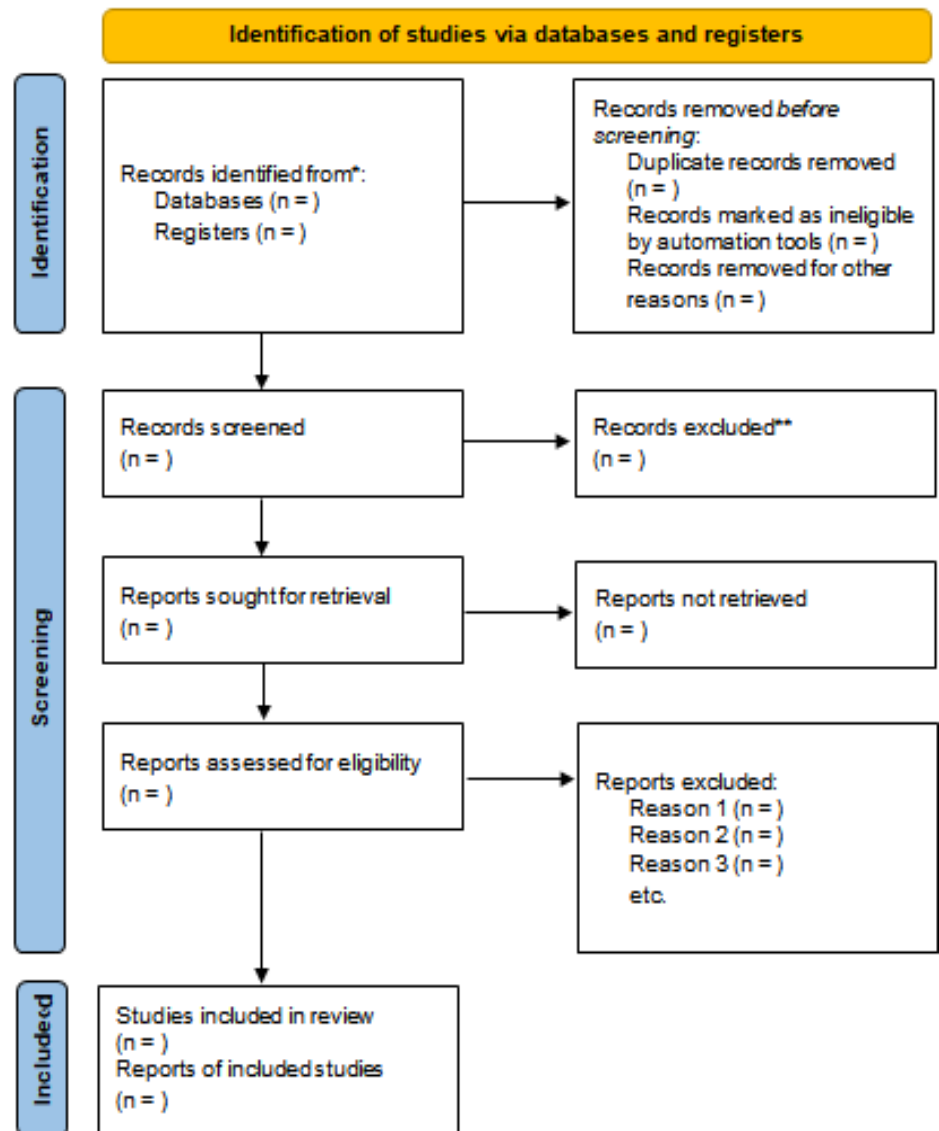 Identification of studies via databases and registers
Identification
Records identified from*:
Databases (n = )
Registers (n = )
Records removed before
screening:
Duplicate records removed
(n = )
Records marked as ineligible
by automation tools (n = )
Records removed for other
reasons (n = )
Screening
Records screened
(n = )
Records excluded**
(n = )
Reports sought for retrieval
(n = )
Reports not retrieved
(n = )
Reports assessed for eligibility
(n = )
Reports excluded:
Reason 1 (n = )
Reason 2 (n = )
Reason 3 (n = )
etc.
Included
Studies included in review
(n = )
Reports of included studies
(n = )